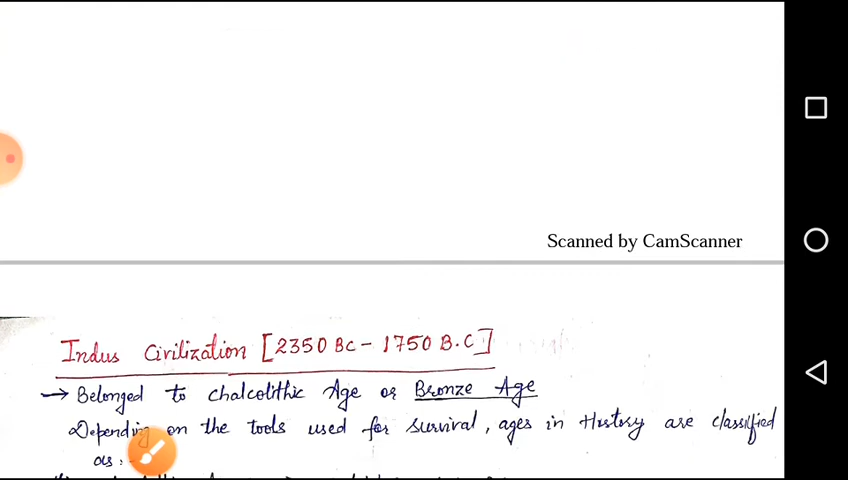 Scanned by CamScanner
Indus Civilization [2350 BC - 1750 B.C]
→ Belonged to Chalcolithic Age or Bronze Age
Depending on the tools used for survival, ages in History are classified
as :-